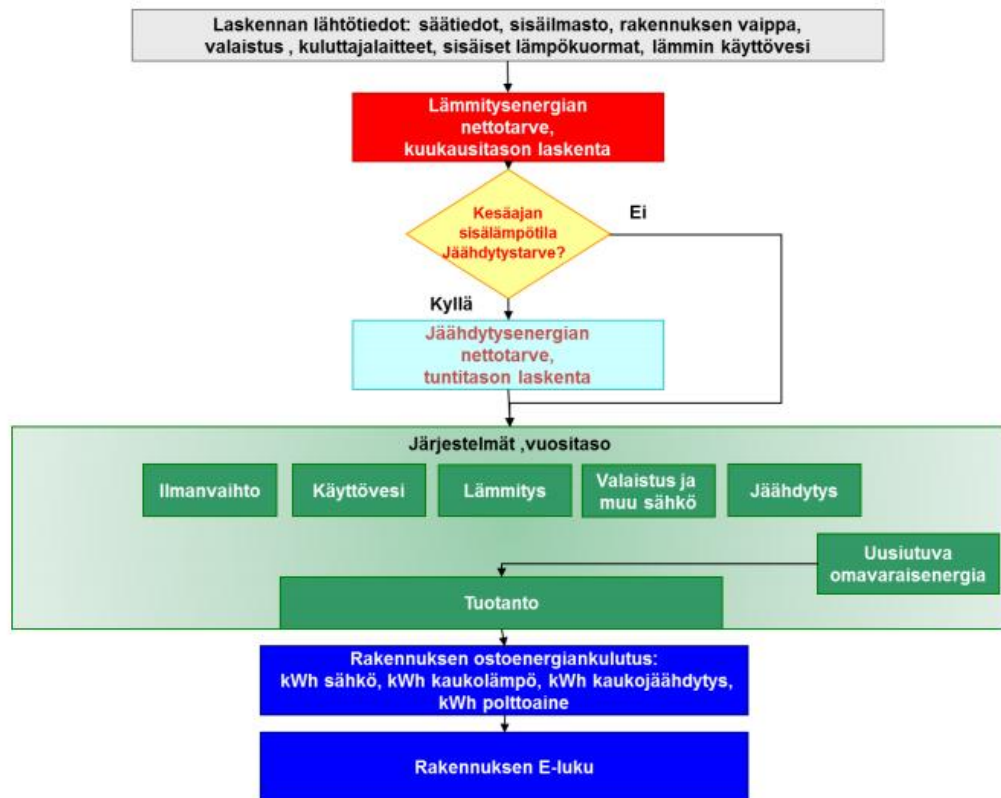 Laskennan lähtötiedot: säätiedot, sisäilmasto, rakennuksen vaippa,
valaistus , kuluttajalaitteet, sisäiset lämpökuormat, lämmin käyttövesi
Lämmitysenergian
nettotarve,
kuukausitason laskenta
Kesäajan
sisälämpötila
Jäähdytystarve?
Ei
Kyllä
Jäähdytysenergian
nettotarve,
tuntitason laskenta
Järjestelmät ,vuositaso
Ilmanvaihto
Käyttövesi
Lämmitys
Valaistus ja
muu sähkö
Jäähdytys
Uusiutuva
omavaraisenergia
Tuotanto
Rakennuksen ostoenergiankulutus:
kWh sähkö, kWh kaukolämpö, kWh kaukojäähdytys,
kWh polttoaine
Rakennuksen E-luku